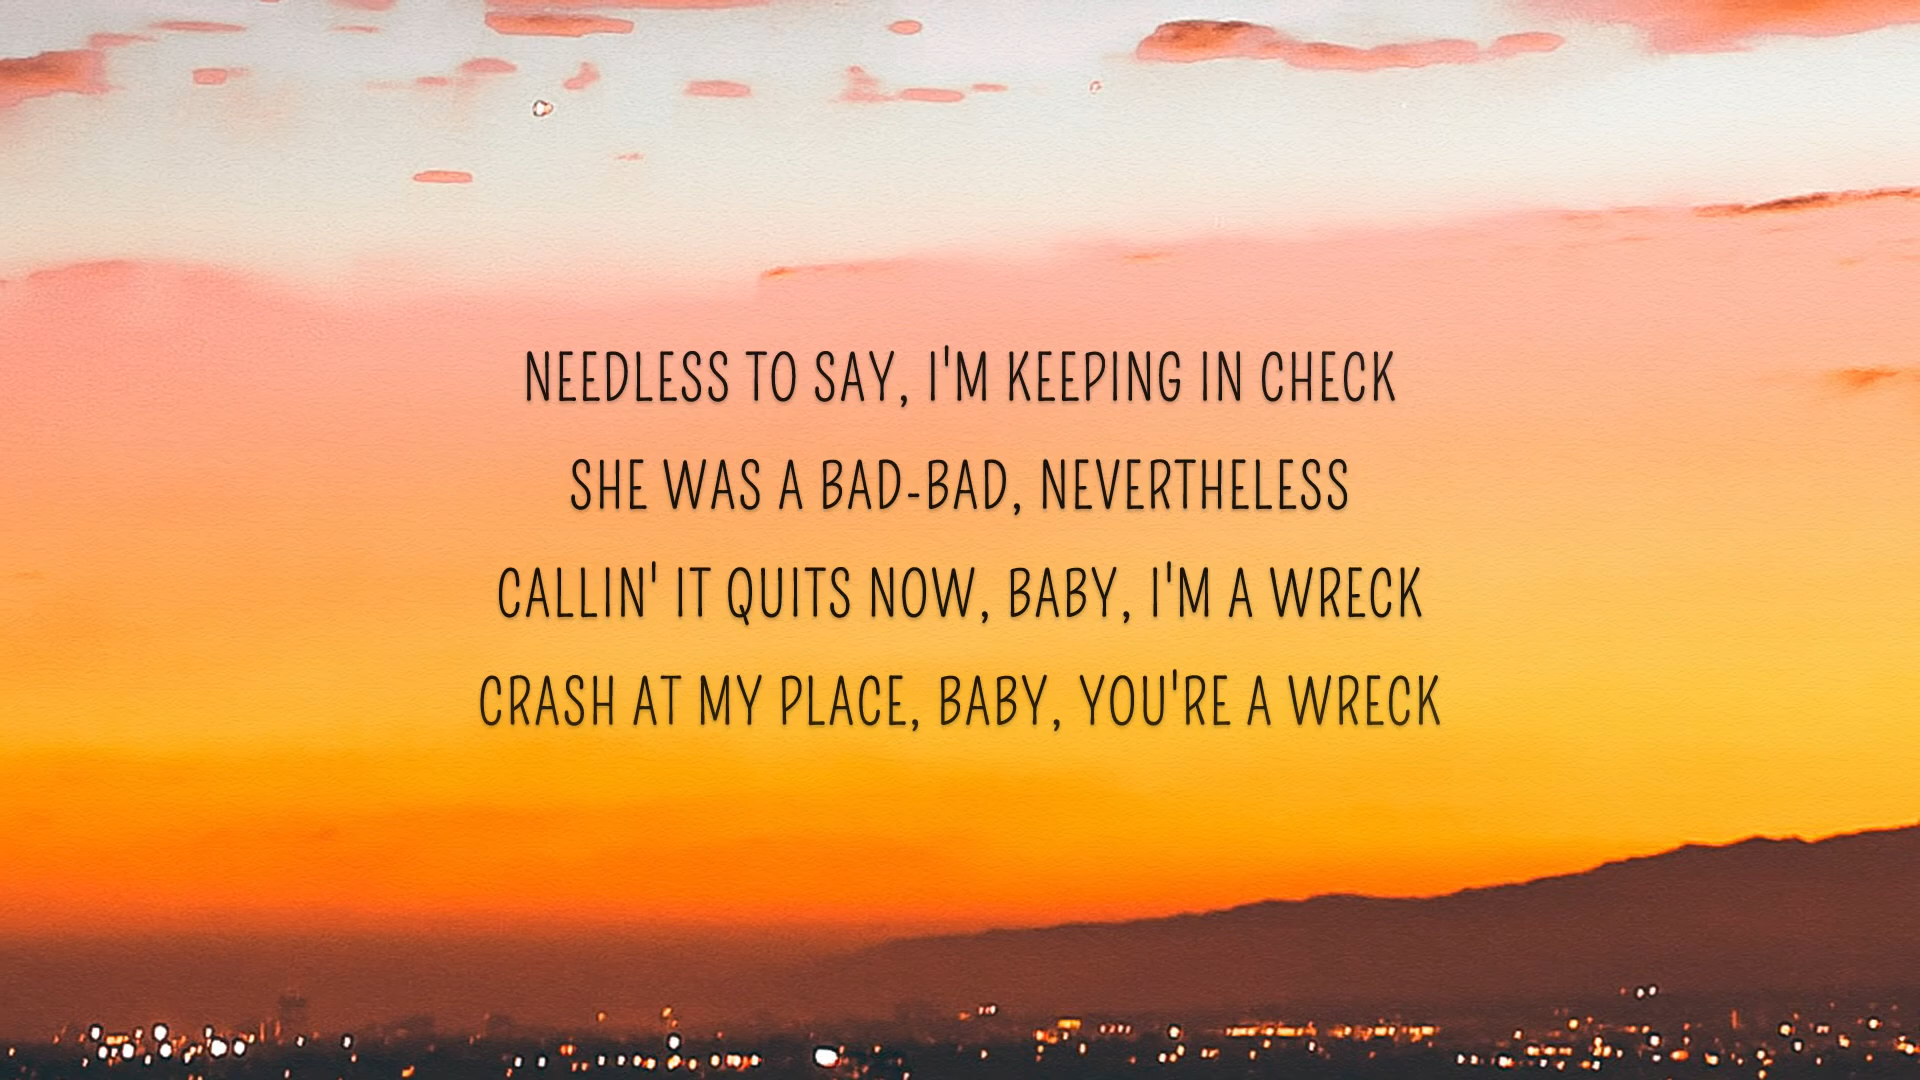 NEEDLESS TO SAY, I'M KEEPING IN CHECK
SHE WAS A BAD-BAD, NEVERTHELESS
CALLIN' IT QUITS NOW, BABY, I'M A WRECK
CRASH AT MY PLACE, BABY, YOU'RE A WRECK